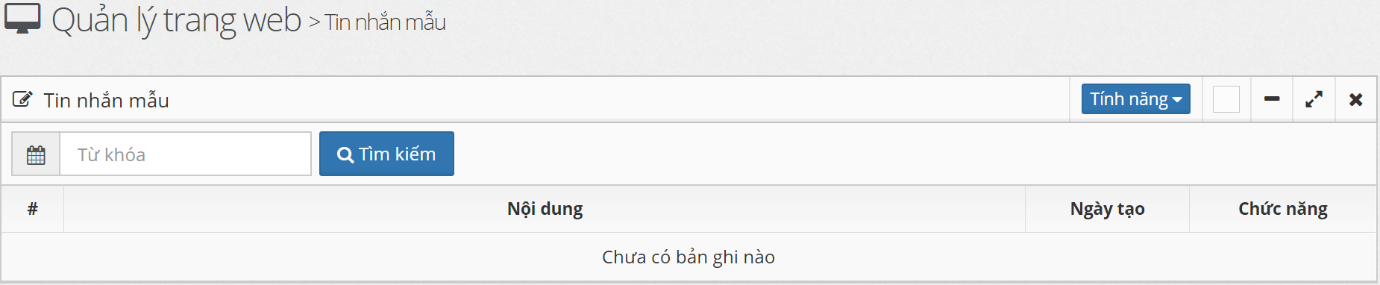 Quản lý trang web > Tin nhắn mẫu
Tin nhắn mẫu Tính năng
Từ khóa Tìm kiếm
# Nội dung Ngày tạo Chức năng
Chưa có bản ghi nào